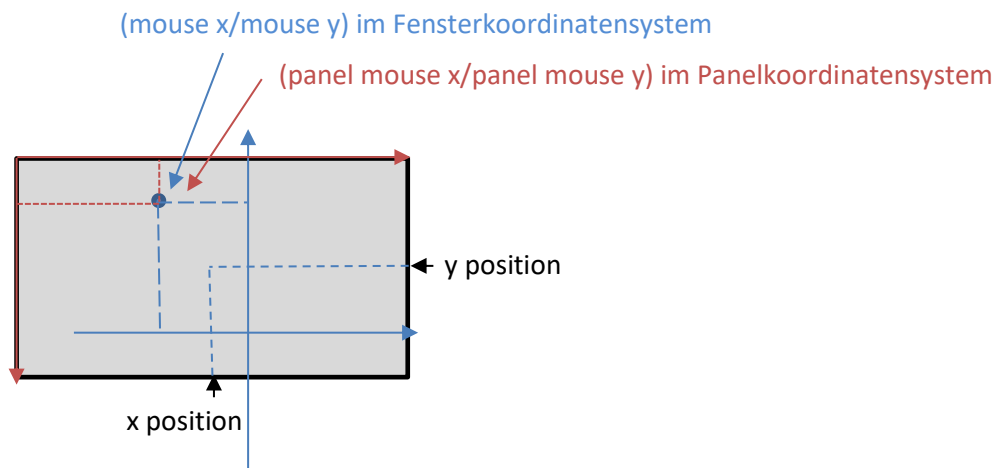 (mouse x/mouse y) im Fensterkoordinatensystem
(panel mouse x/panel mouse y) im Panelkoordinatensystem
y position
x position